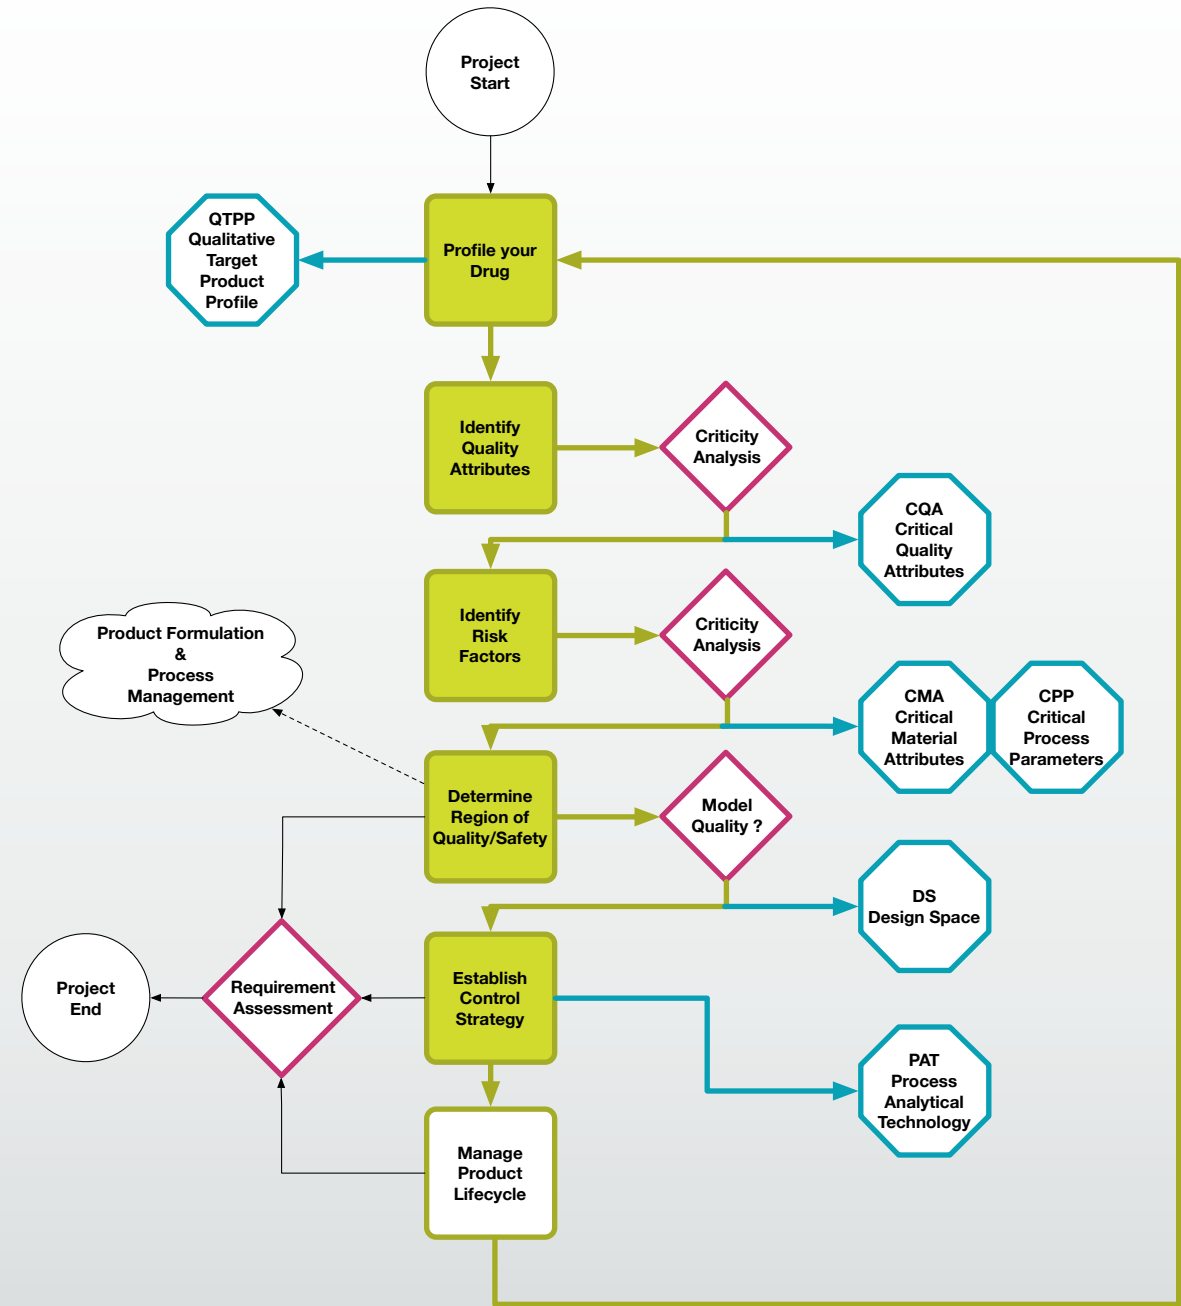 Project
Start
QTPP
Qualitative
Target
Product
Profile
Profile your
Drug
Identify
Quality
Attributes
Criticity
Analysis
CQA
Critical
Quality
Attributes
Identify
Risk
Factors
Criticity
Analysis
Product Formulation
&
Process
Management
CMA
Critical
Material
Attributes
CPP
Critical
Process
Parameters
Determine
Region of
Quality/Safety
Model
Quality ?
DS
Design Space
Project
End
Requirement
Assessment
Establish
Control
Strategy
PAT
Process
Analytical
Technology
Manage
Product
Lifecycle